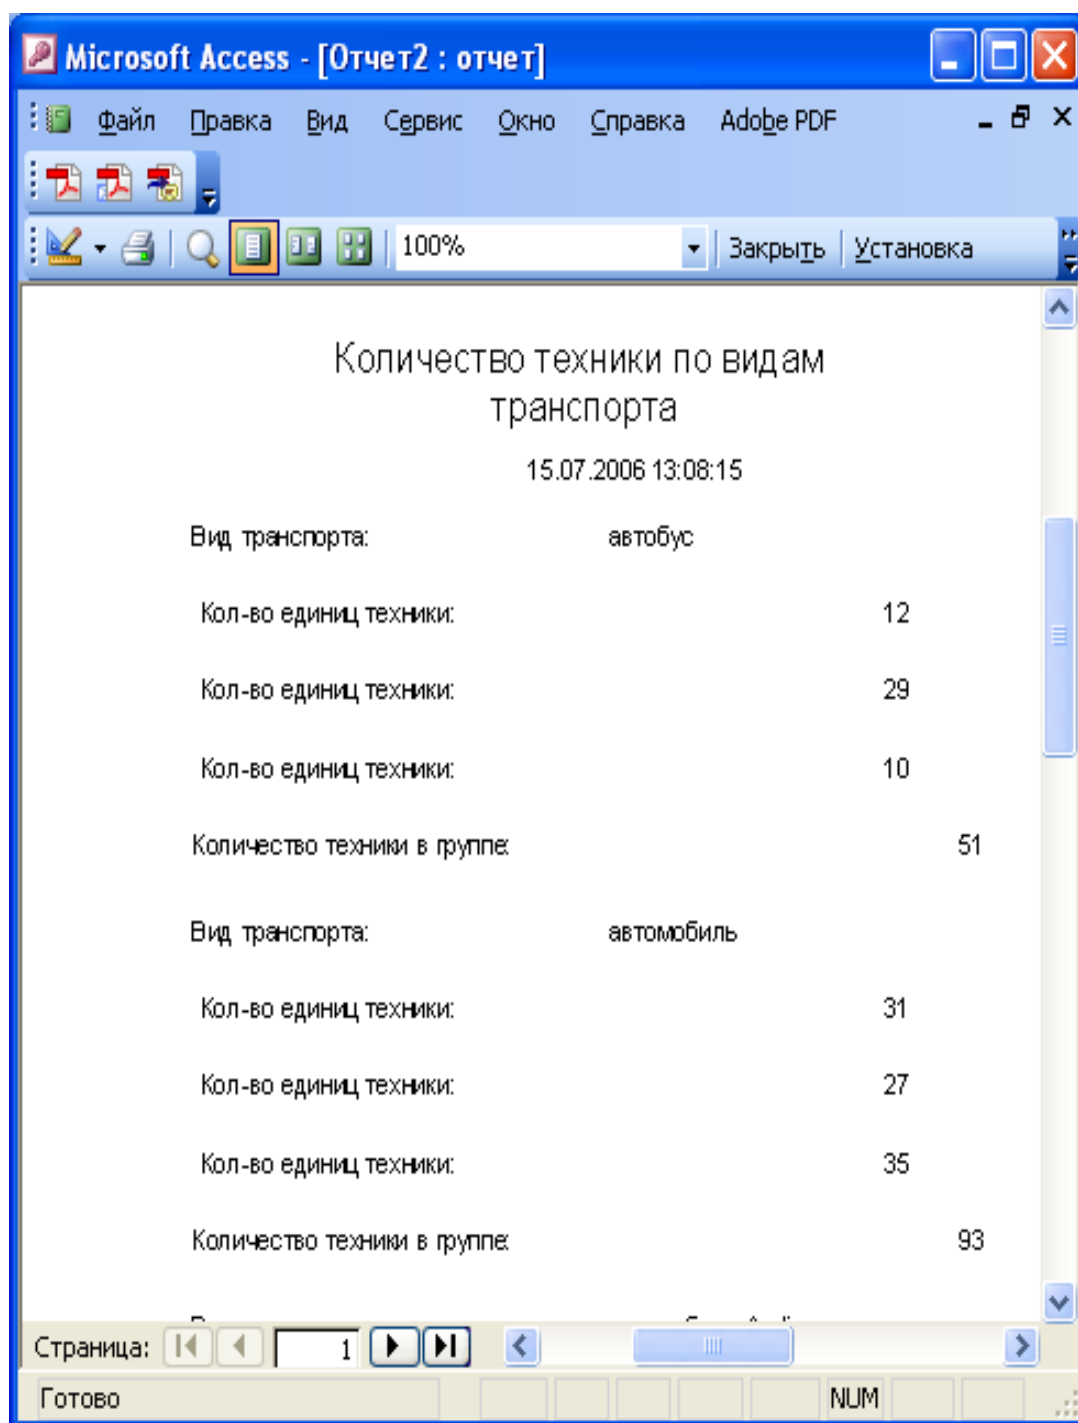 Microsoft Access - [Отчет2 : отчет]
Файл Правка Вид Сервис Окно Справка Adobe PDF
100% Закрыть Установка
Количество техники по видам
транспорта
15.07.2006 13:08:15
Вид транспорта: автобус
Кол-во единиц техники: 12
Кол-во единиц техники: 29
Кол-во единиц техники: 10
Количество техники в группе: 51
Вид транспорта: автомобиль
Кол-во единиц техники: 31
Кол-во единиц техники: 27
Кол-во единиц техники: 35
Количество техники в группе: 93
Страница: 1
Готово NUM